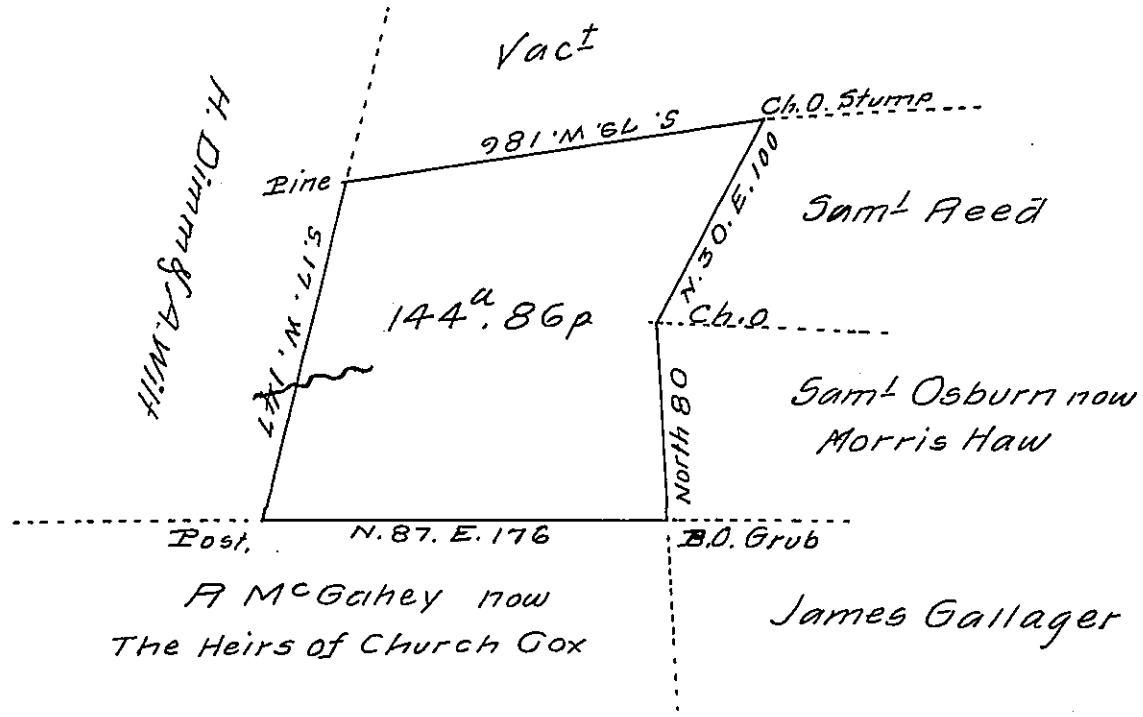 Vac^t
Ch.O. Stump
S. 79. W. 186
Pine
H. Dimm & A. Will
S. 17. W. 147
N. 30. E. 100
Sam^l Reed
144^a. 86p
Ch.O
North 80
Sam^l Osburn now
Morris Haw
Post.
N. 87. E. 176
B.O. Grub
A McGahey now
The Heirs of Church Cox
James Gallager